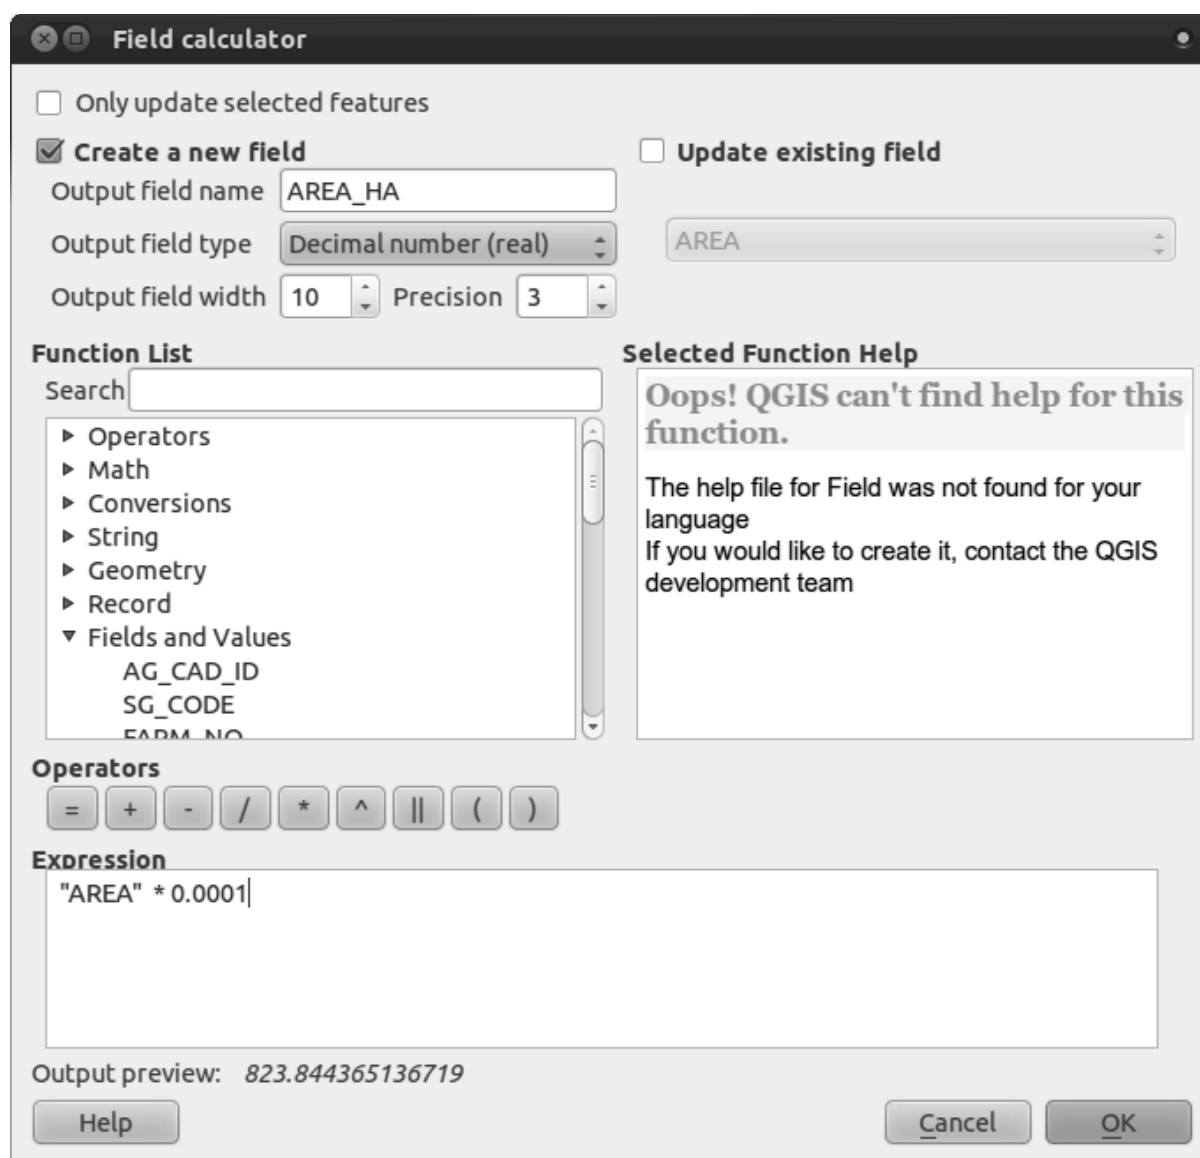 Field calculator
Only update selected features
Create a new field
Update existing field
Output field name AREA_HA
Output field type Decimal number (real)
AREA
Output field width 10 Precision 3
Function List
Selected Function Help
Search
Oops! QGIS can't find help for this
function.
Operators
Math
Conversions
String
Geometry
Record
Fields and Values
AG_CAD_ID
SG_CODE
FARM_NO
The help file for Field was not found for your
language
If you would like to create it, contact the QGIS
development team
Operators
= + - / * ^ || ( )
Expression
"AREA" * 0.0001
Output preview: 823.844365136719
Help
Cancel
OK